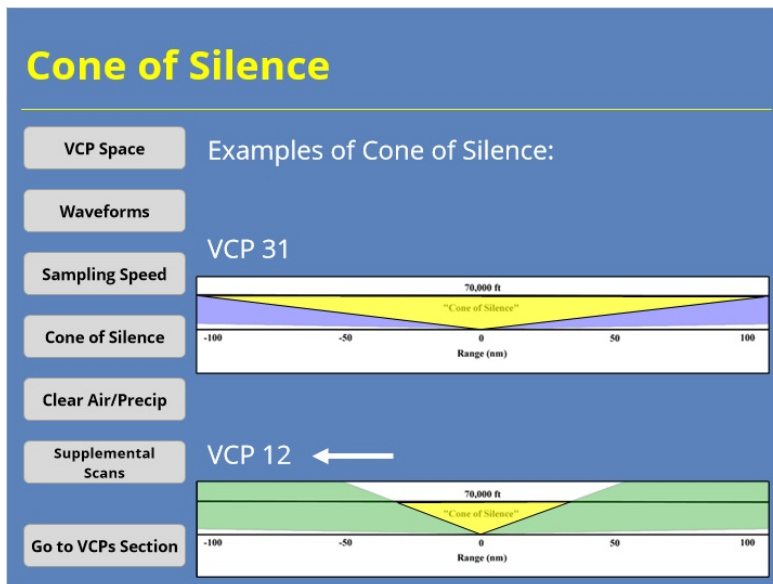 Cone of Silence
VCP Space
Waveforms
Sampling Speed
Cone of Silence
Clear Air/Precip
Supplemental
Scans
Go to VCPs Section
Examples of Cone of Silence:
VCP 31
70,000 ft
"Cone of Silence"
-100 -50 0 50 100
Range (nm)
VCP 12
70,000 ft
"Cone of Silence"
-100 -50 0 50 100
Range (nm)